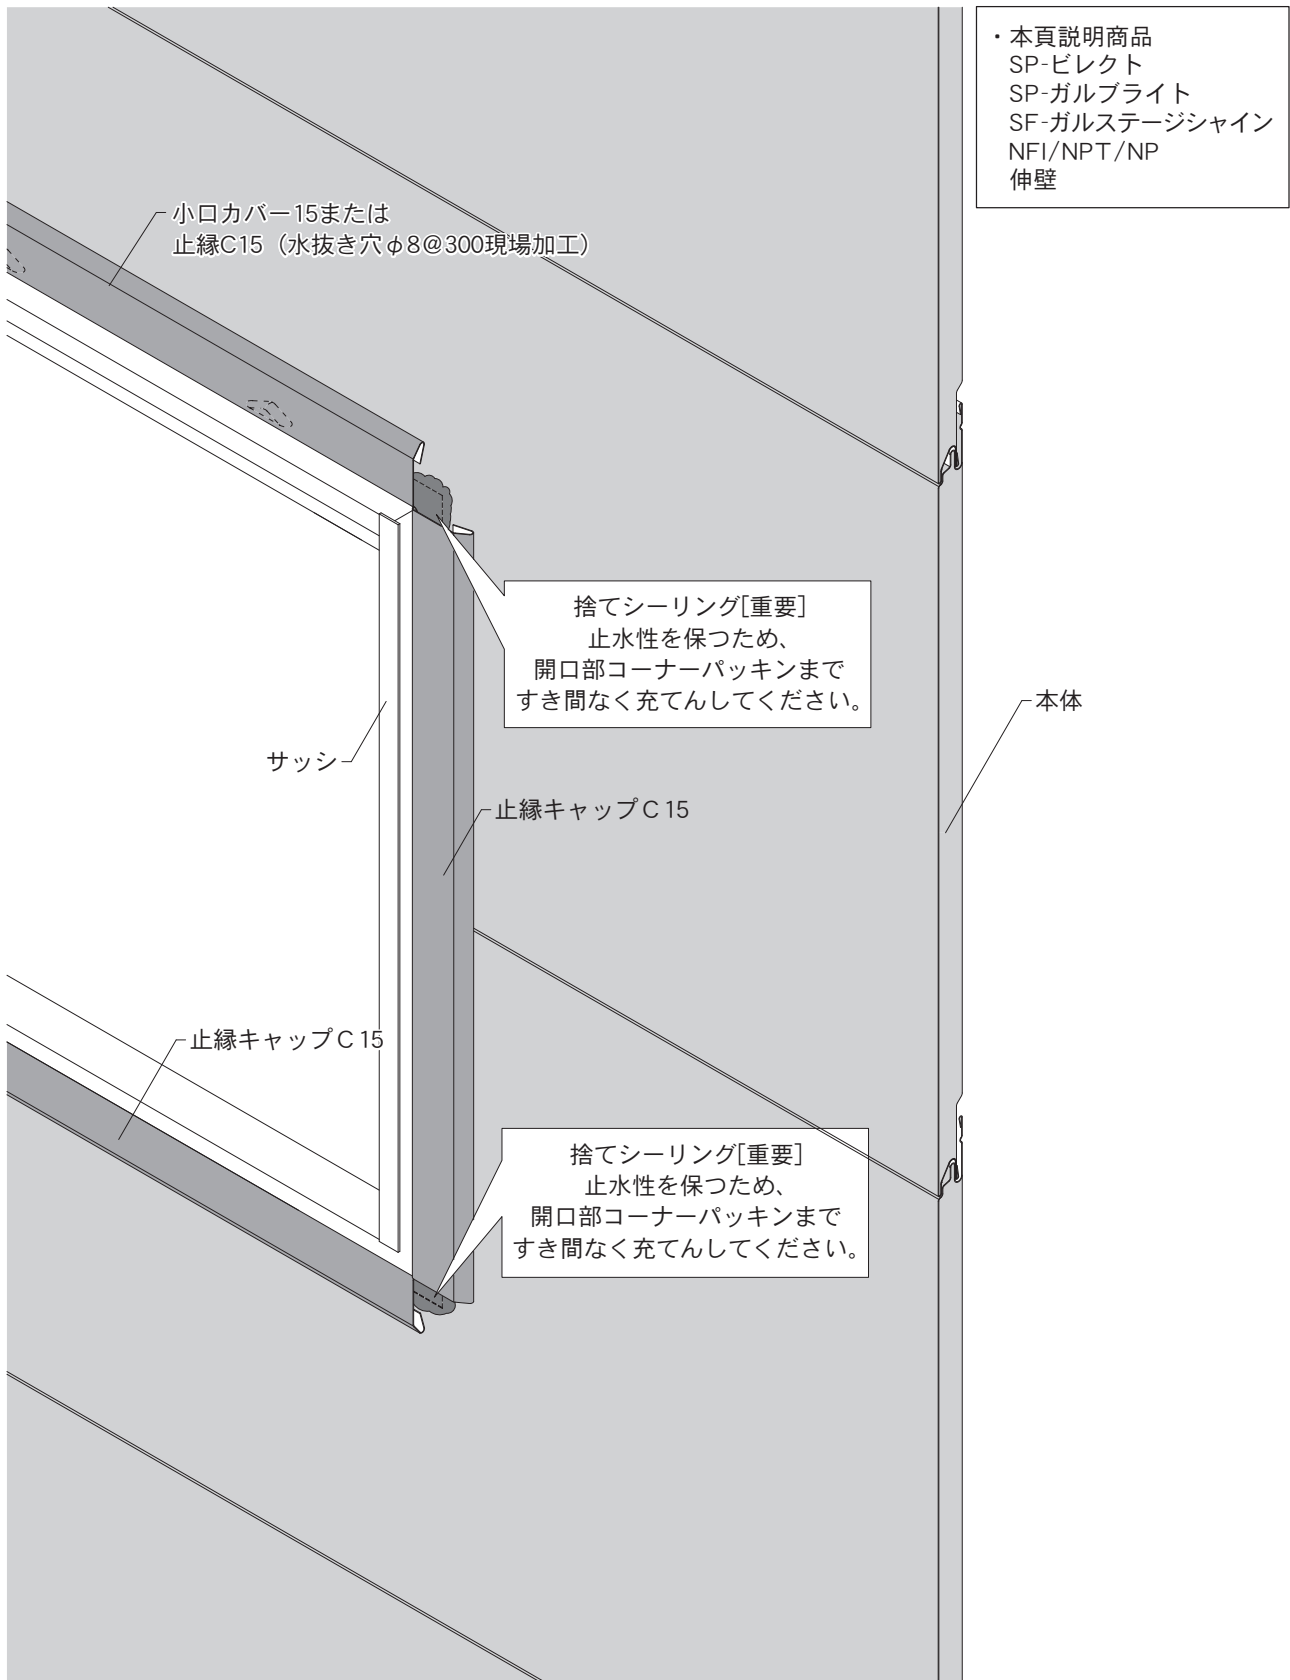 ・本頁説明商品
SP-ビレクト
SP-ガルブライト
SF-ガルステージシャイン
NFI/NPT/NP
伸壁
小口カバー15または
止縁C15（水抜き穴φ8@300現場加工）
捨てシーリング[重要]
止水性を保つため、
開口部コーナーパッキンまで
すき間なく充てんしてください。
本体
サッシ
止縁キャップC15
止縁キャップC15
捨てシーリング[重要]
止水性を保つため、
開口部コーナーパッキンまで
すき間なく充てんしてください。